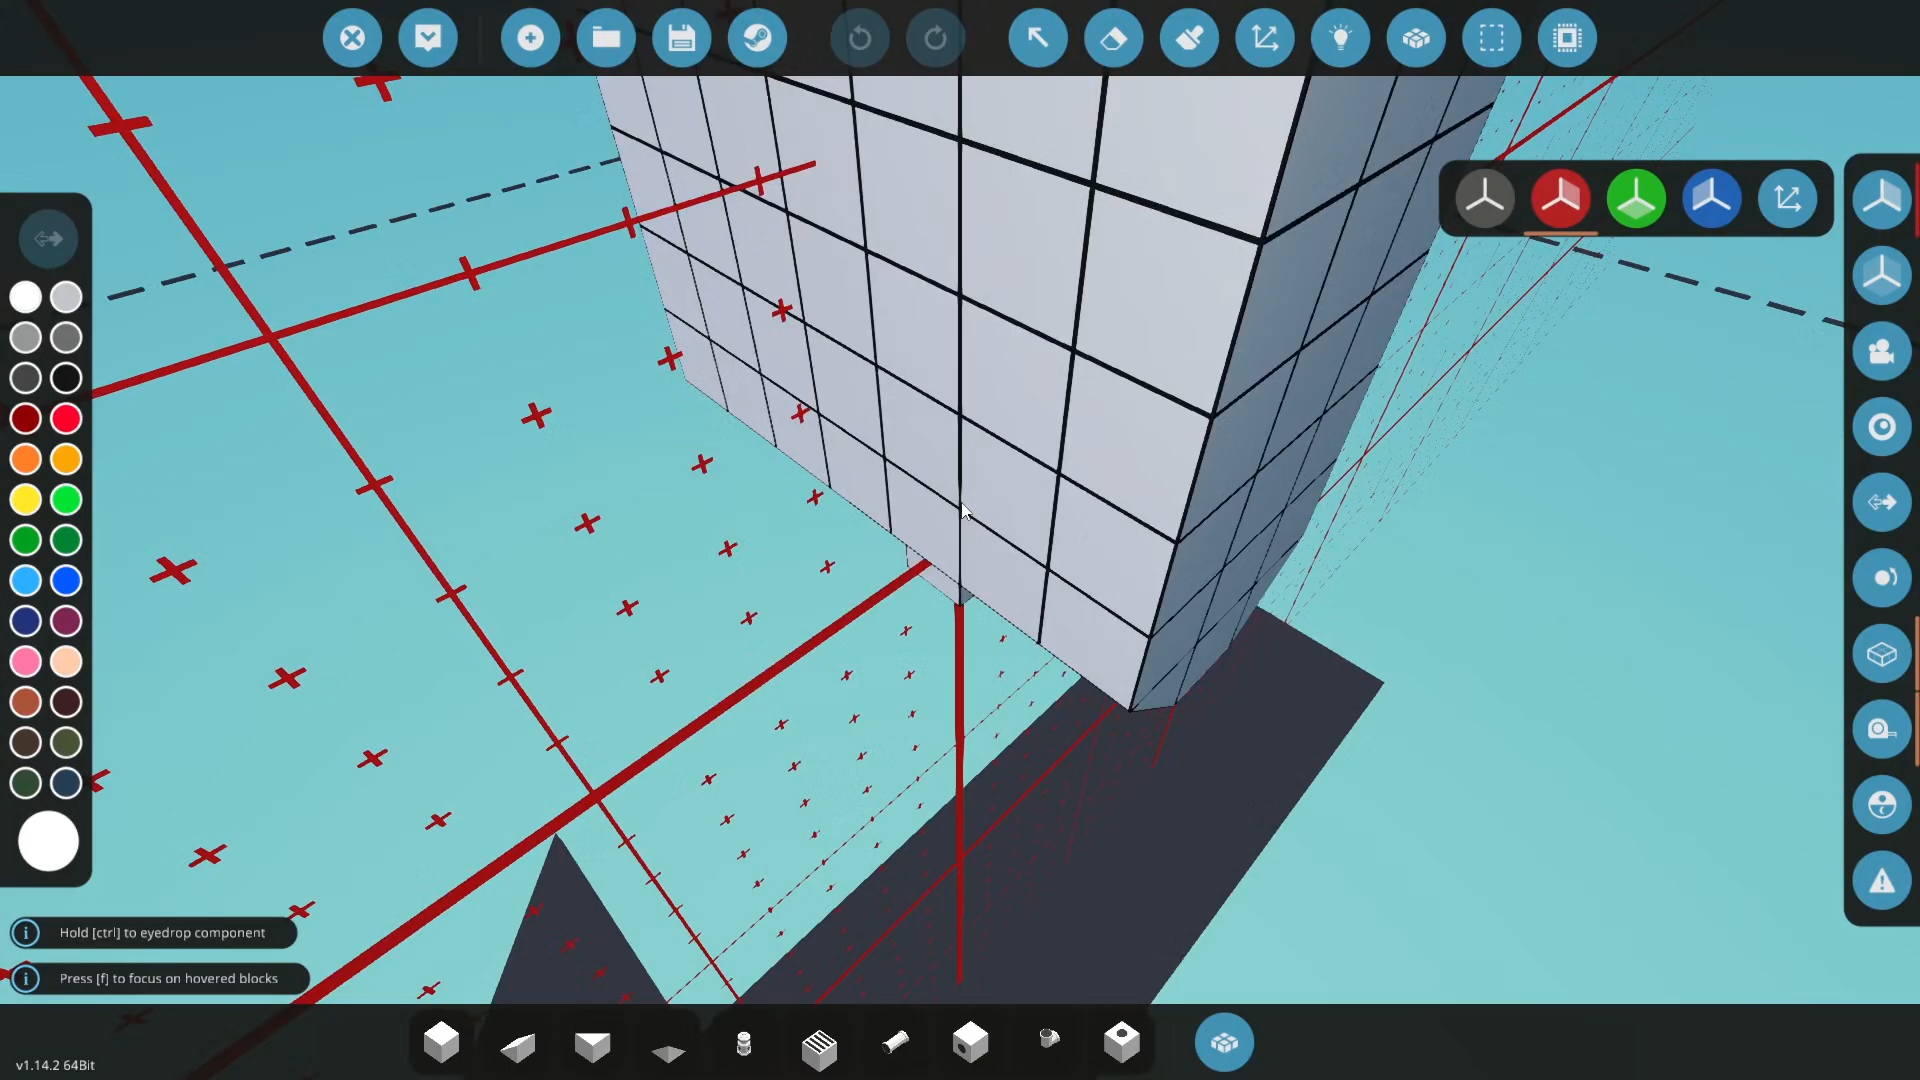 Hold [ctrl] to eyedrop component
Press [f] to focus on hovered blocks
v1.14.2 64Bit